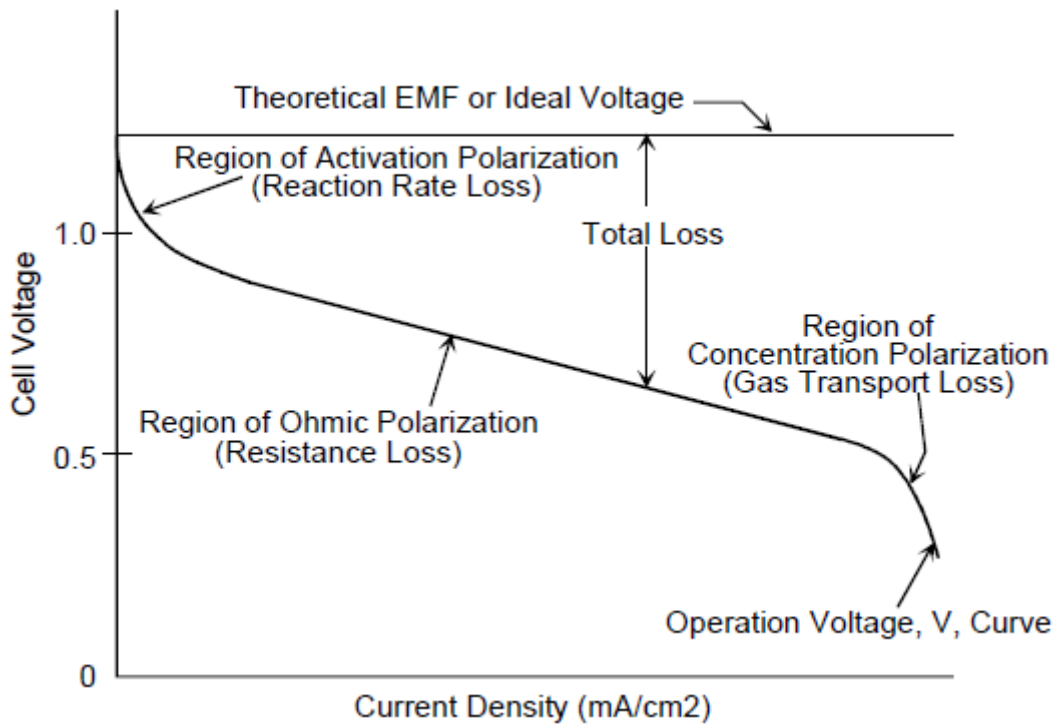 Theoretical EMF or Ideal Voltage
Region of Activation Polarization
(Reaction Rate Loss)
1.0
Total Loss
Region of
Concentration Polarization
(Gas Transport Loss)
Cell Voltage
Region of Ohmic Polarization
(Resistance Loss)
0.5
Operation Voltage, V, Curve
0
Current Density (mA/cm2)